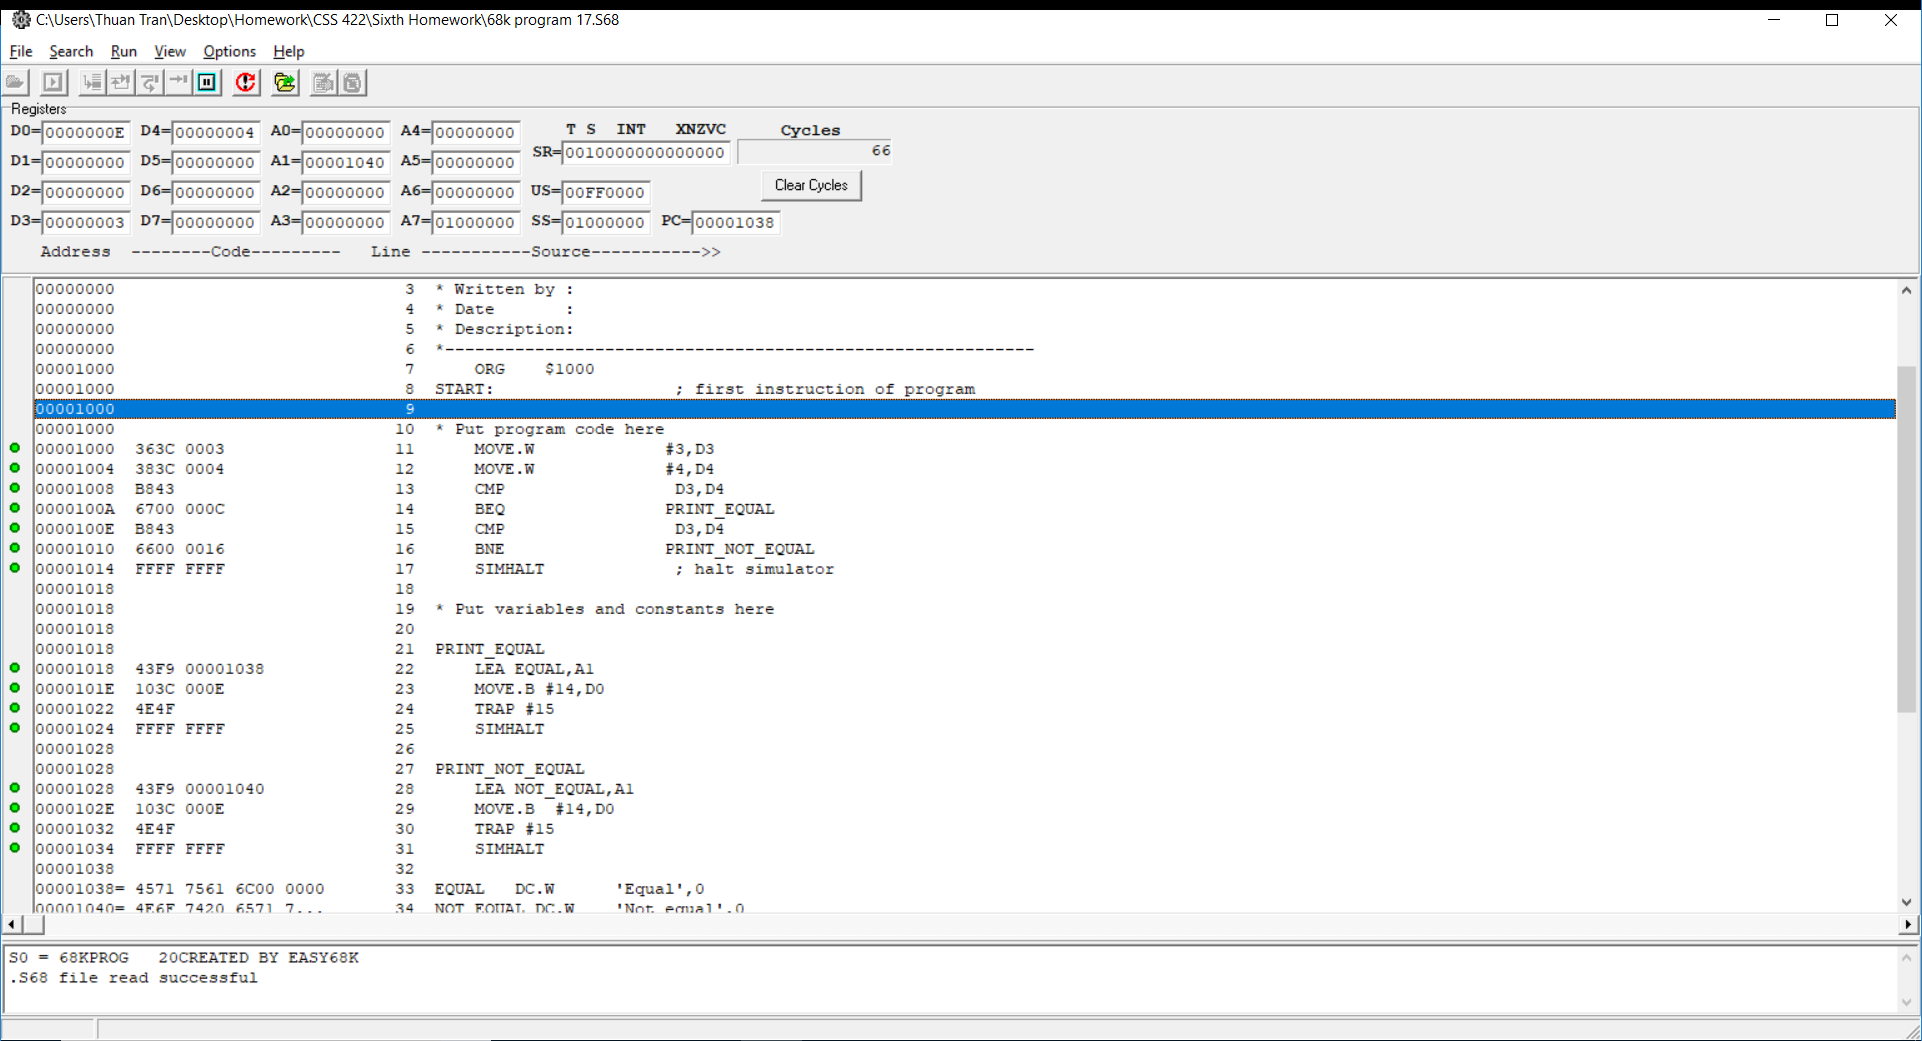 C:\Users\Thuan Tran\Desktop\Homework\CSS 422\Sixth Homework\68k program 17.S68
File Search Run View Options Help
Registers
D0= 0000000E D4= 00000004 A0= 00000000 A4= 00000000 T S INT XNZVC Cycles
D1= 00000000 D5= 00000000 A1= 00001040 A5= 00000000 SR= 0010000000000000 66
D2= 00000000 D6= 00000000 A2= 00000000 A6= 00000000 US= 00FF0000 Clear Cycles
D3= 00000003 D7= 00000000 A3= 00000000 A7= 01000000 SS= 01000000 PC= 00001038
Address --------Code--------- Line -----------Source----------->>
00000000 3 * Written by :
00000000 4 * Date :
00000000 5 * Description:
00000000 6 *-----------------------------------------------------------
00001000 7 ORG $1000
00001000 8 START: ; first instruction of program
00001000 9
00001000 10 * Put program code here
00001000 363C 0003 11 MOVE.W #3,D3
00001004 383C 0004 12 MOVE.W #4,D4
00001008 B843 13 CMP D3,D4
0000100A 6700 000C 14 BEQ PRINT_EQUAL
0000100E B843 15 CMP D3,D4
00001010 6600 0016 16 BNE PRINT_NOT_EQUAL
00001014 FFFF FFFF 17 SIMHALT ; halt simulator
00001018 18
00001018 19 * Put variables and constants here
00001018 20
00001018 21 PRINT_EQUAL
00001018 43F9 00001038 22 LEA EQUAL,A1
0000101E 103C 000E 23 MOVE.B #14,D0
00001022 4E4F 24 TRAP #15
00001024 FFFF FFFF 25 SIMHALT
00001028 26
00001028 27 PRINT_NOT_EQUAL
00001028 43F9 00001040 28 LEA NOT_EQUAL,A1
0000102E 103C 000E 29 MOVE.B #14,D0
00001032 4E4F 30 TRAP #15
00001034 FFFF FFFF 31 SIMHALT
00001038 32
00001038= 4571 7561 6C00 0000 33 EQUAL DC.W 'Equal',0
00001040= 4E6F 7420 6571 7... 34 NOT_EQUAL DC.W 'Not equal',0
S0 = 68KPROG 20CREATED BY EASY68K
.S68 file read successful